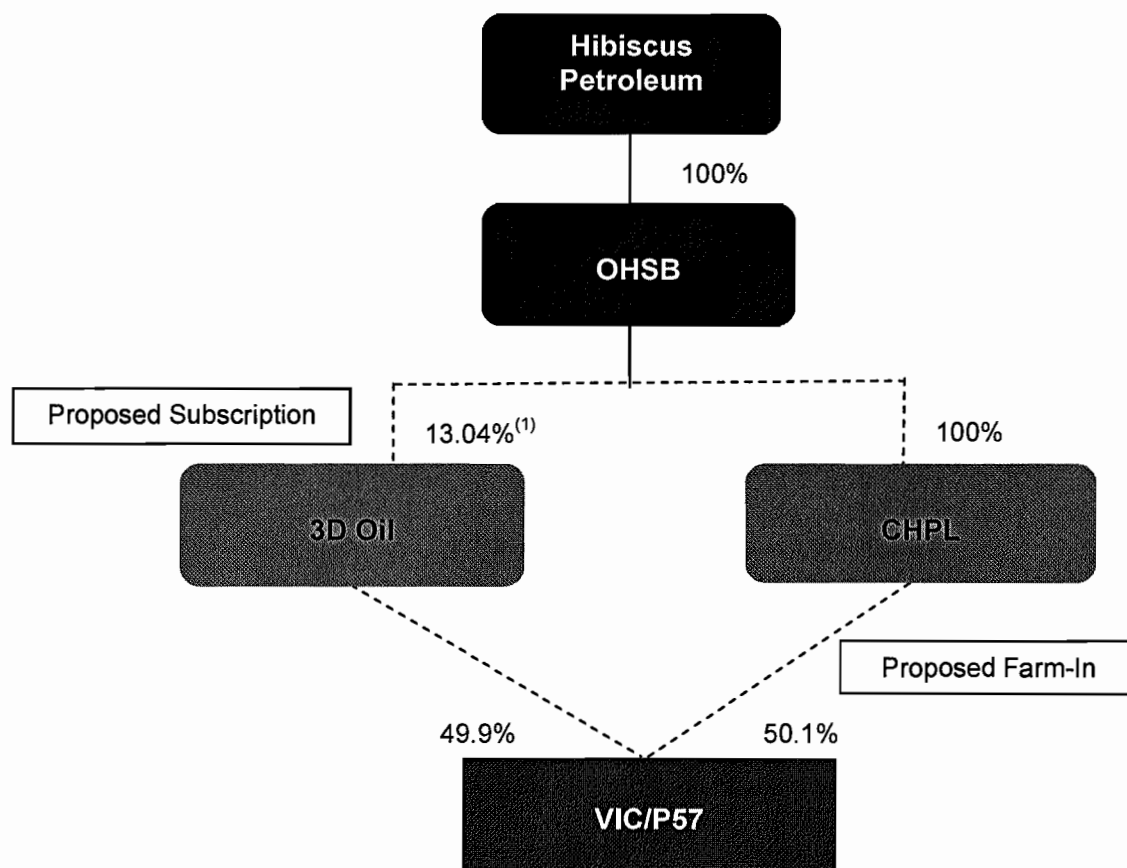 Hibiscus
Petroleum
100%
OHSB
Proposed Subscription
13.04%(1)
100%
3D Oil
CHPL
Proposed Farm-In
49.9%
50.1%
VIC/P57